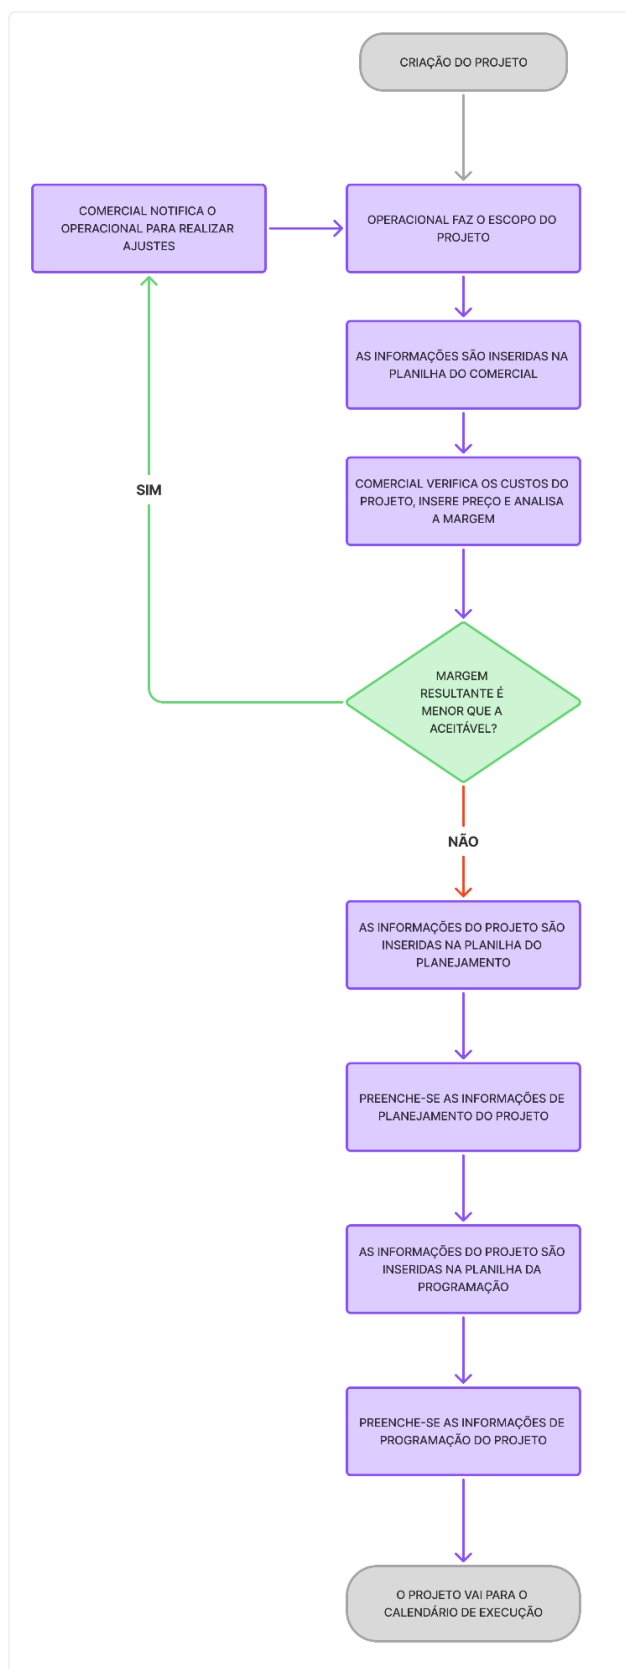 CRIAÇÃO DO PROJETO
COMERCIAL NOTIFICA O
OPERACIONAL PARA REALIZAR
AJUSTES
OPERACIONAL FAZ O ESCOPO DO
PROJETO
AS INFORMAÇÕES SÃO INSERIDAS NA
PLANILHA DO COMERCIAL
COMERCIAL VERIFICA OS CUSTOS DO
PROJETO, INSERE PREÇO E ANALISA
A MARGEM
SIM
MARGEM
RESULTANTE É
MENOR QUE A
ACEITÁVEL?
NÃO
AS INFORMAÇÕES DO PROJETO SÃO
INSERIDAS NA PLANILHA DO
PLANEJAMENTO
PREENCHE-SE AS INFORMAÇÕES DE
PLANEJAMENTO DO PROJETO
AS INFORMAÇÕES DO PROJETO SÃO
INSERIDAS NA PLANILHA DA
PROGRAMAÇÃO
PREENCHE-SE AS INFORMAÇÕES DE
PROGRAMAÇÃO DO PROJETO
O PROJETO VAI PARA O
CALENDÁRIO DE EXECUÇÃO